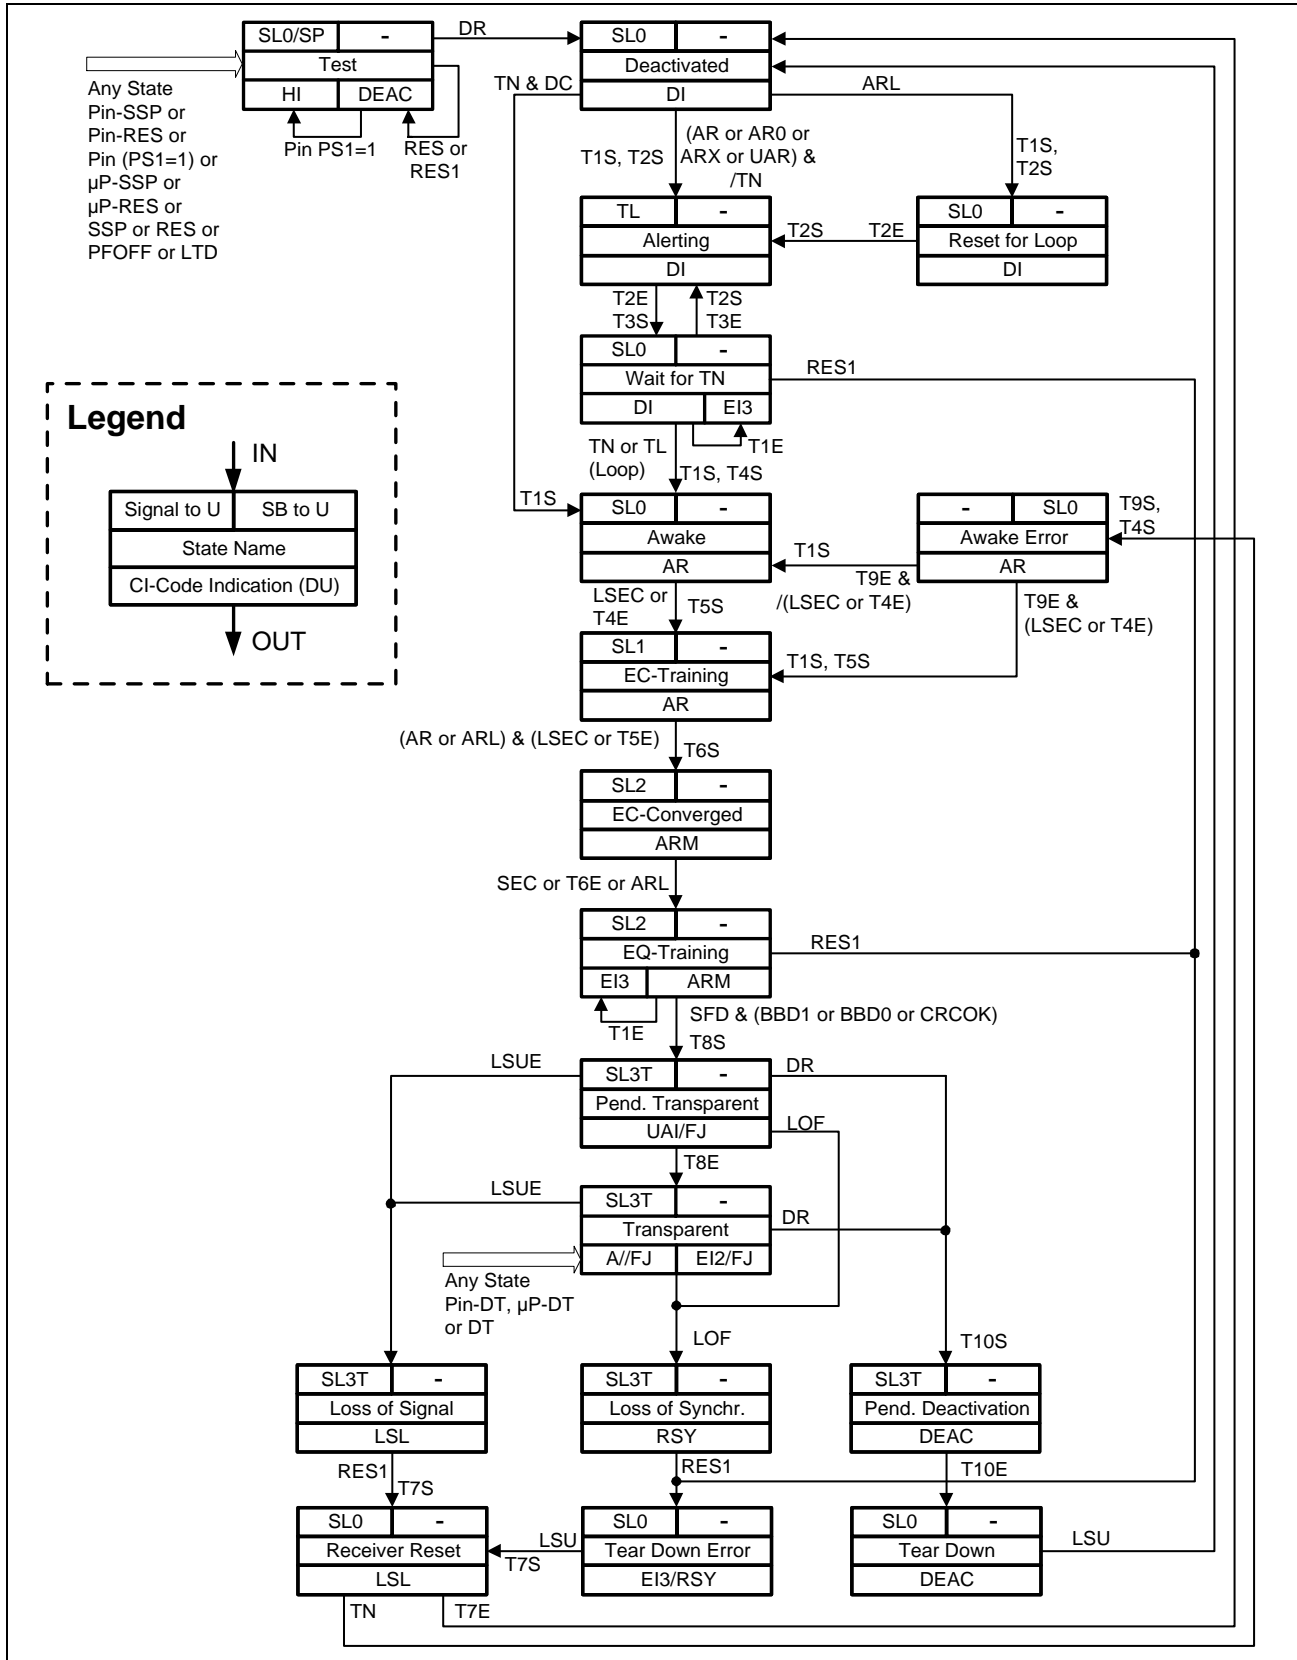 SL0/SP -
Test
HI DEAC
DR
Any State
Pin-SSP or
Pin-RES or
Pin (PS1=1) or
µP-SSP or
µP-RES or
SSP or RES or
PFOFF or LTD
Pin PS1=1
RES or
RES1
SL0 -
Deactivated
DI
TN & DC
ARL
T1S, T2S
(AR or AR0 or
ARX or UAR) &
/TN
T1S,
T2S
TL -
Alerting
DI
T2S T2E
SL0 -
Reset for Loop
DI
T2E
T3S
T2S
T3E
SL0 -
Wait for TN
DI EI3
RES1
T1E
TN or TL
(Loop)
T1S, T4S
T1S
Legend
IN
Signal to U SB to U
State Name
CI-Code Indication (DU)
OUT
SL0 -
Awake
AR
- SL0
Awake Error
AR
T9S,
T4S
T1S
T9E &
/(LSEC or T4E)
T9E &
(LSEC or T4E)
LSEC or
T4E
T5S
SL1 -
EC-Training
AR
T1S, T5S
(AR or ARL) & (LSEC or T5E)
T6S
SL2 -
EC-Converged
ARM
SEC or T6E or ARL
SL2 -
EQ-Training
EI3 ARM
RES1
T1E
SFD & (BBD1 or BBD0 or CRCOK)
T8S
LSUE
SL3T -
Pend. Transparent
UAI/FJ
DR
LOF
T8E
LSUE
SL3T -
Transparent
A//FJ EI2/FJ
DR
Any State
Pin-DT, µP-DT
or DT
LOF
T10S
SL3T -
Loss of Signal
LSL
SL3T -
Loss of Synchr.
RSY
SL3T -
Pend. Deactivation
DEAC
RES1
T7S
RES1
T10E
SL0 -
Receiver Reset
LSL
LSU
T7S
SL0 -
Tear Down Error
EI3/RSY
SL0 -
Tear Down
DEAC
LSU
TN
T7E